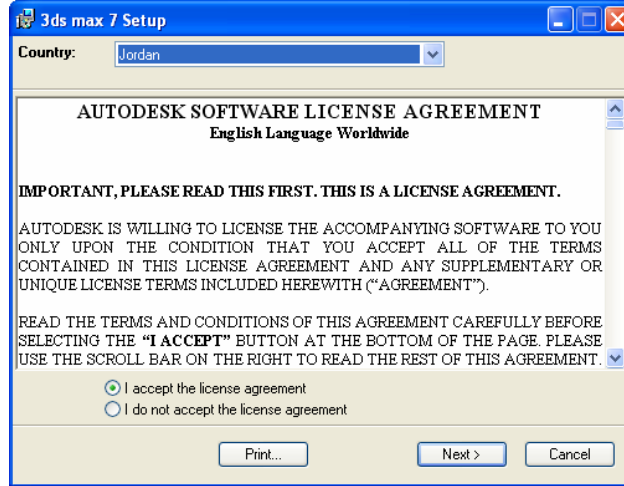 3ds max 7 Setup
Country: Jordan
AUTODESK SOFTWARE LICENSE AGREEMENT
English Language Worldwide
IMPORTANT, PLEASE READ THIS FIRST. THIS IS A LICENSE AGREEMENT.
AUTODESK IS WILLING TO LICENSE THE ACCOMPANYING SOFTWARE TO YOU
ONLY UPON THE CONDITION THAT YOU ACCEPT ALL OF THE TERMS
CONTAINED IN THIS LICENSE AGREEMENT AND ANY SUPPLEMENTARY OR
UNIQUE LICENSE TERMS INCLUDED HEREWITH (“AGREEMENT”).
READ THE TERMS AND CONDITIONS OF THIS AGREEMENT CAREFULLY BEFORE
SELECTING THE “I ACCEPT” BUTTON AT THE BOTTOM OF THE PAGE. PLEASE
USE THE SCROLL BAR ON THE RIGHT TO READ THE REST OF THIS AGREEMENT.
I accept the license agreement
I do not accept the license agreement
Print... Next > Cancel